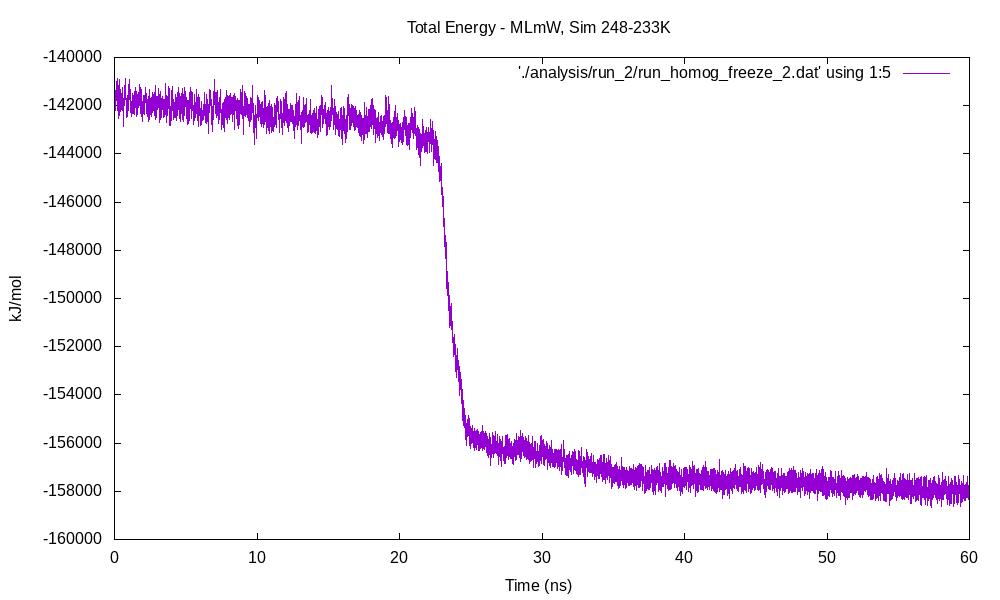 Total Energy - MLmW, Sim 248-233K
'./analysis/run_2/run_homog_freeze_2.dat' using 1:5
kJ/mol
-140000
-142000
-144000
-146000
-148000
-150000
-152000
-154000
-156000
-158000
-160000
0 10 20 30 40 50 60
Time (ns)